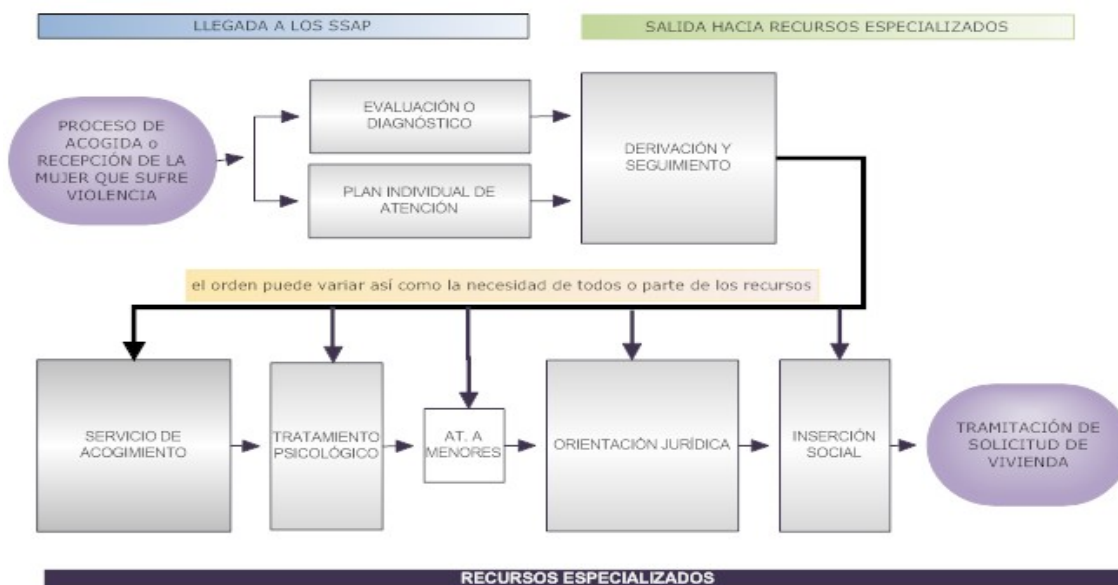 LLEGADA A LOS SSAP
SALIDA HACIA RECURSOS ESPECIALIZADOS
PROCESO DE
ACOGIDA o
RECEPCIÓN DE LA
MUJER QUE SUFRE
VIOLENCIA
EVALUACIÓN O
DIAGNÓSTICO
PLAN INDIVIDUAL DE
ATENCIÓN
DERIVACIÓN Y
SEGUIMIENTO
el orden puede variar así como la necesidad de todos o parte de los recursos
SERVICIO DE
ACOGIMIENTO
TRATAMIENTO
PSICOLÓGICO
AT. A
MENORES
ORIENTACIÓN JURÍDICA
INSERCIÓN
SOCIAL
TRAMITACIÓN DE
SOLICITUD DE
VIVIENDA
RECURSOS ESPECIALIZADOS